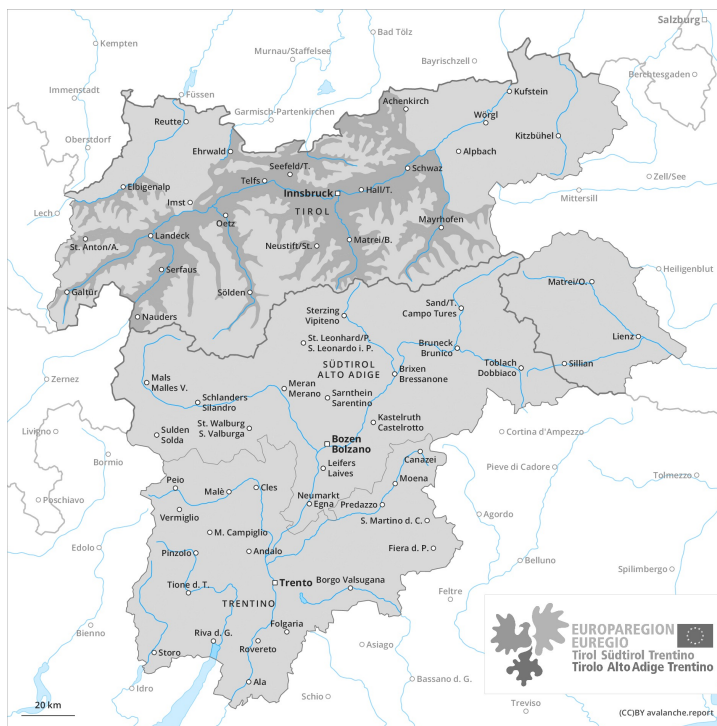 Salzburg
Kempten
Bad Tölz
Murnau/Staffelsee
Bayrischzell
Berchtesgaden
Immenstadt
Füssen
Garmisch-Partenkirchen
Achenkirch
Kufstein
Reutte
Wörgl
Oberstdorf
Ehrwald
Kitzbühel
Alpbach
Seefeld/T.
Schwaz
Telfs
Zell/See
Elbigenalp
Innsbruck
Hall/T.
Mittersill
Imst
TIROL
Lech
Oetz
Mayrhofen
St. Anton/A.
Landeck
Neustift/St.
Matrei/B.
Serfaus
Heiligenblut
Galtür
Sölden
Matrei/O.
Nauders
Sterzing
Vipiteno
Sand/T.
Campo Tures
St. Leonhard/P.
S. Leonardo i. P.
Bruneck
Brunico
Lienz
SÜDTIROL
ALTO ADIGE
Toblach
Dobbiaco
Sillian
Zernez
Mals
Malles V.
Meran
Merano
Brixen
Bressanone
Sarnthein
Sarentino
Schlanders
Silandro
St. Walburg
S. Valburga
Kastelruth
Castelrotto
Sulden
Solda
Livigno
Bozen
Bolzano
Cortina d'Ampezzo
Bormio
Leifers
Laives
Canazei
Pieve di Cadore
Peio
Malè
Cles
Moena
Tolmezzo
Poschiavo
Neumarkt
Egna
Predazzo
Vermiglio
S. Martino d. C.
Agordo
M. Campiglio
Edolo
Pinzolo
Andalo
Fiera d. P.
Belluno
Spilimbergo
Tione d. T.
Trento
Borgo Valsugana
Feltre
TRENTINO
Bienno
Riva d. G.
Folgaria
Rovereto
Asiago
Storo
Ala
Idro
Schio
Bassano d. G.
Treviso
EUROPAREGION
EUREGIO
Tirol Südtirol Trentino
Tirolo Alto Adige Trentino
20 km
(CC)BY avalanche.report